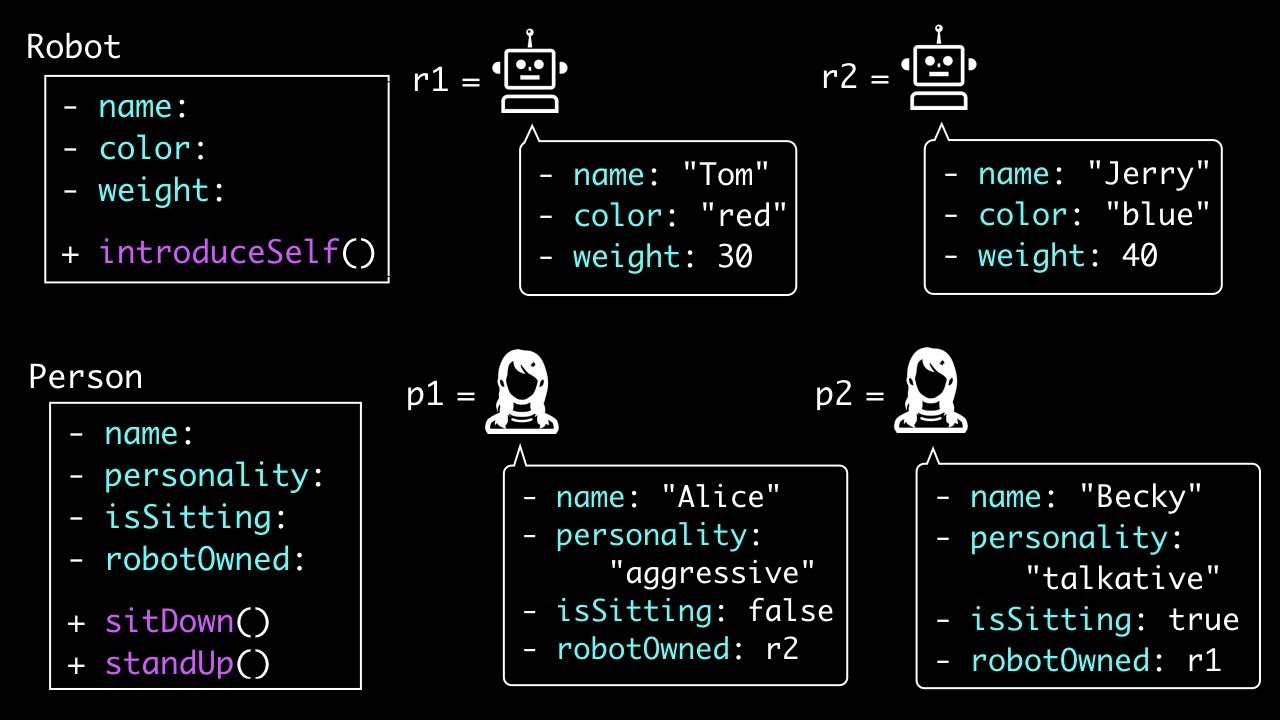 Robot
- name:
- color:
- weight:
+ introduceSelf()
r1 =
- name: "Tom"
- color: "red"
- weight: 30
r2 =
- name: "Jerry"
- color: "blue"
- weight: 40
Person
- name:
- personality:
- isSitting:
- robotOwned:
+ sitDown()
+ standUp()
p1 =
- name: "Alice"
- personality:
"aggressive"
- isSitting: false
- robotOwned: r2
p2 =
- name: "Becky"
- personality:
"talkative"
- isSitting: true
- robotOwned: r1